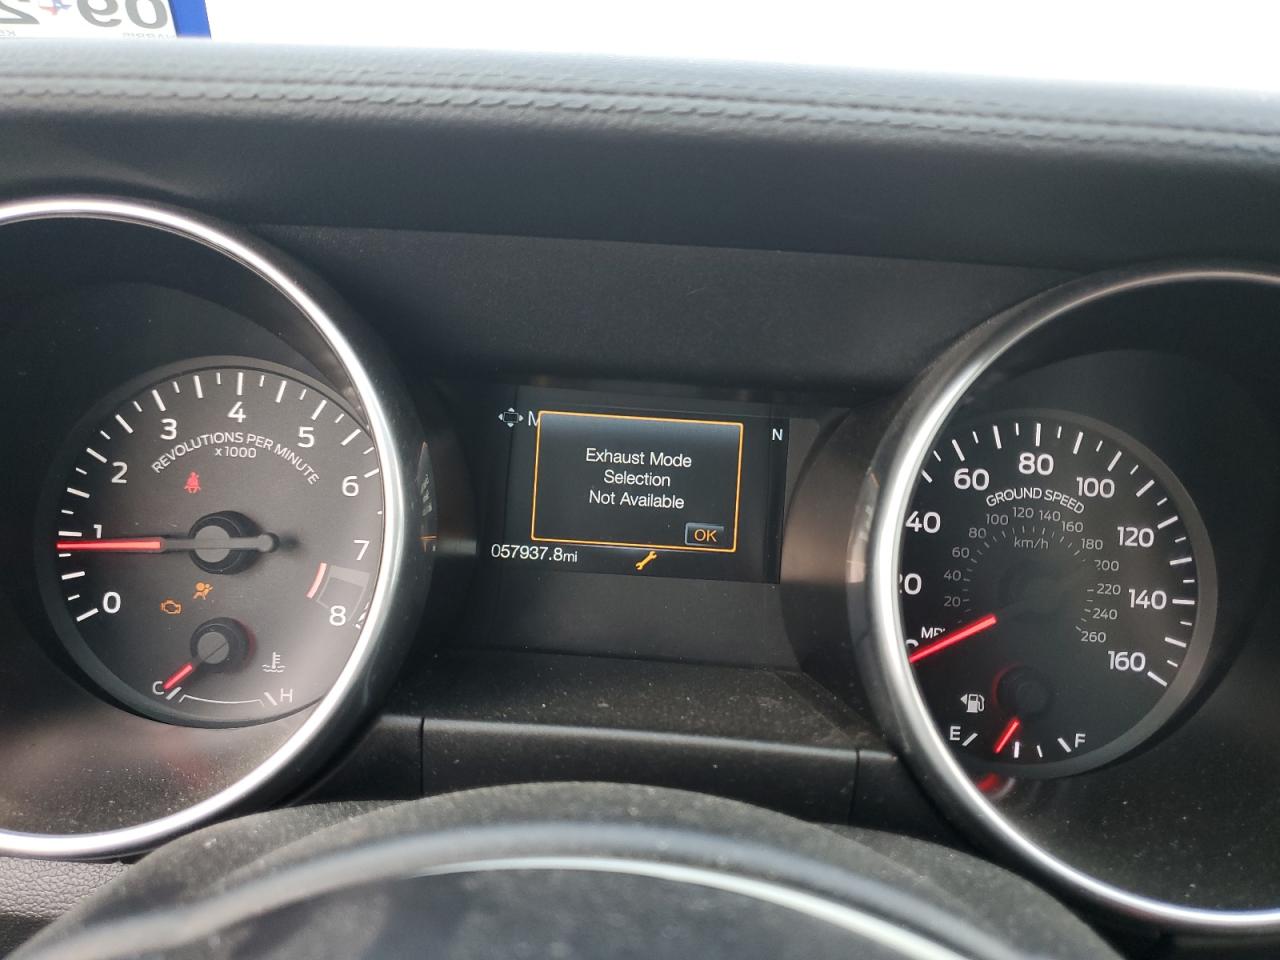 3
4
5
2
6
1
7
0
8
REVOLUTIONS PER MINUTE
x 1000
C
H
M
N
Exhaust Mode
Selection
Not Available
OK
057937.8mi
20
40
60
80
100
120
140
160
GROUND SPEED
20
40
60
80
100
120
140
160
180
200
220
240
260
km/h
E
F